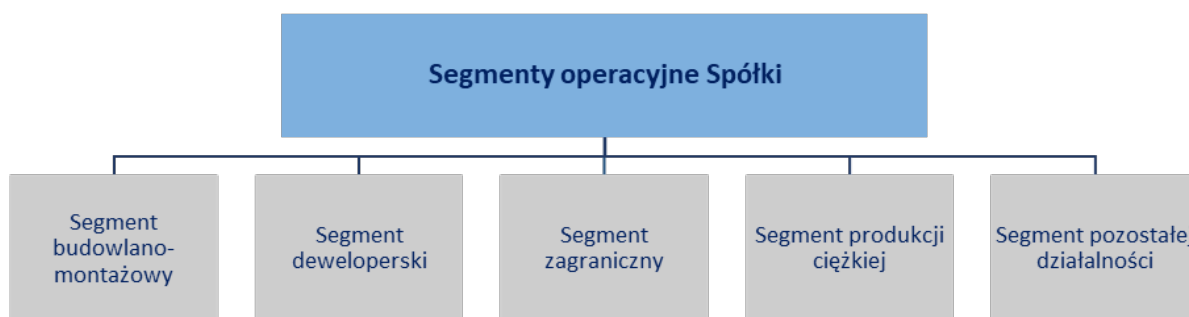 Segmenty operacyjne Spółki
Segment
budowlano-
montażowy
Segment
deweloperski
Segment
zagraniczny
Segment produkcji
ciężkiej
Segment pozostałej
działalności